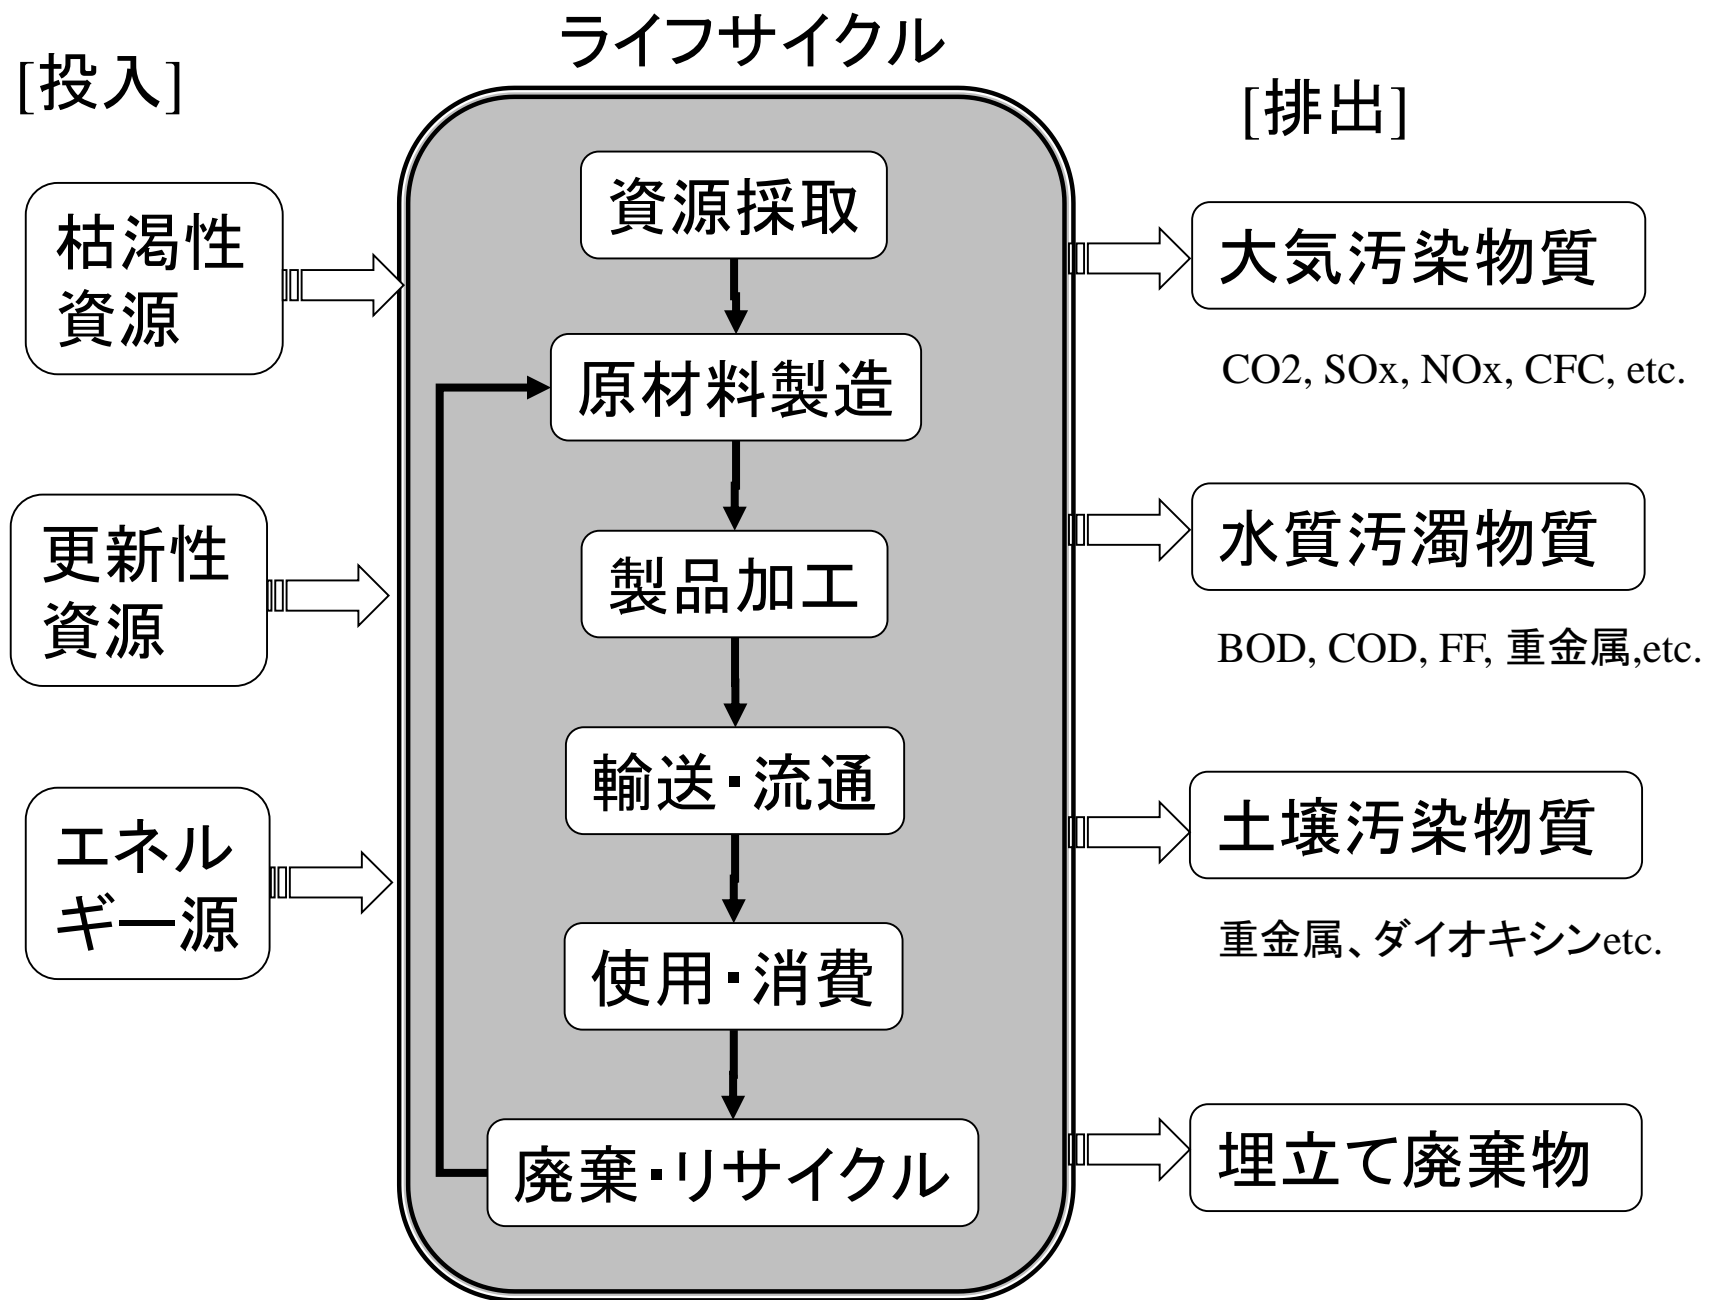 ライフサイクル
[投入]
枯渇性
資源
更新性
資源
エネル
ギー源
資源採取
原材料製造
製品加工
輸送・流通
使用・消費
廃棄・リサイクル
[排出]
大気汚染物質
CO2, SOx, NOx, CFC, etc.
水質汚濁物質
BOD, COD, FF, 重金属,etc.
土壌汚染物質
重金属、ダイオキシンetc.
埋立て廃棄物